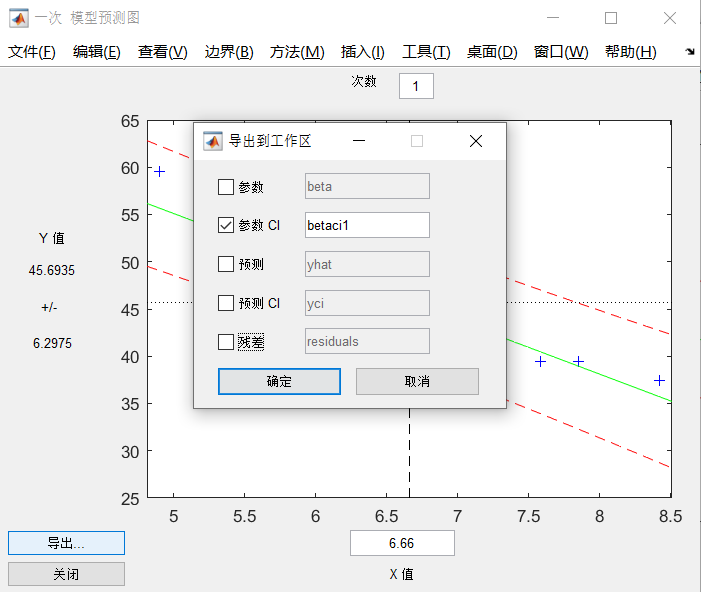 一次 模型预测图
文件(F) 编辑(E) 查看(V) 边界(B) 方法(M) 插入(I) 工具(T) 桌面(D) 窗口(W) 帮助(H)
次数 1
导出到工作区
参数 beta
参数 CI betaci1
预测 yhat
预测 CI yci
残差 residuals
确定 取消
Y 值
45.6935
+/-
6.2975
65
60
55
50
45
40
35
30
25
5 5.5 6 6.5 7 7.5 8 8.5
导出... 6.66
关闭 X 值